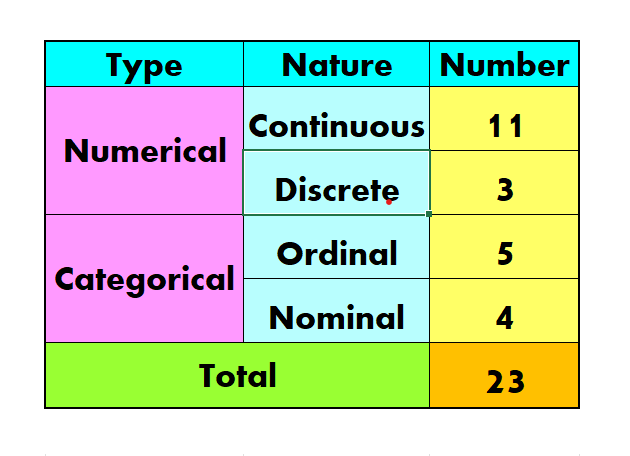 Type Nature Number
Numerical Continuous 11
Discrete 3
Categorical Ordinal 5
Nominal 4
Total 23